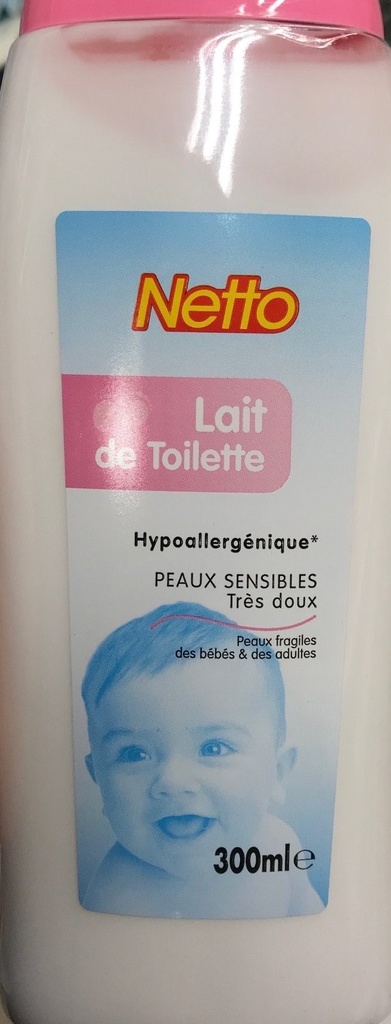 Netto
Lait
de Toilette
Hypoallergénique*
PEAUX SENSIBLES
Très doux
Peaux fragiles
des bébés & des adultes
300ml℮